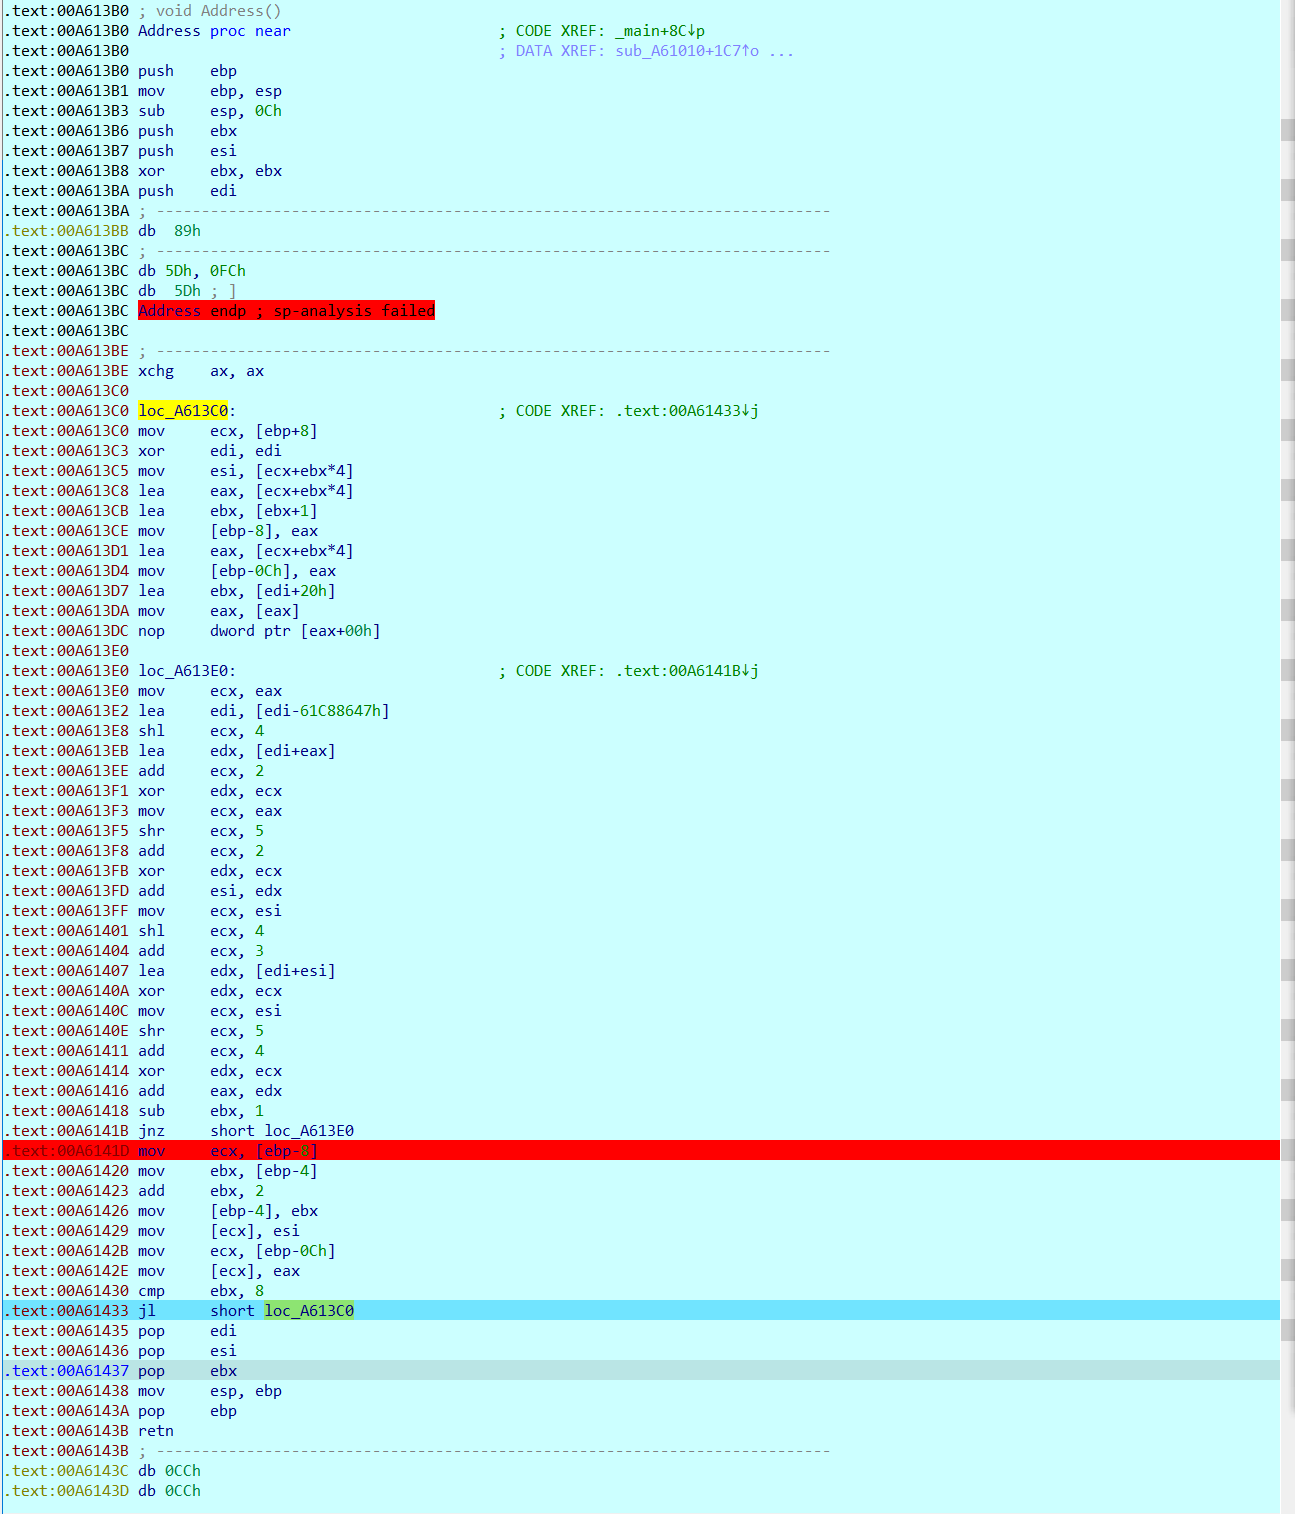 .text:00A613B0 ; void Address()
.text:00A613B0 Address proc near ; CODE XREF: _main+8C↓p
.text:00A613B0 ; DATA XREF: sub_A61010+1C7↑o ...
.text:00A613B0 push ebp
.text:00A613B1 mov ebp, esp
.text:00A613B3 sub esp, 0Ch
.text:00A613B6 push ebx
.text:00A613B7 push esi
.text:00A613B8 xor ebx, ebx
.text:00A613BA push edi
.text:00A613BA ; ---------------------------------------------------------------------------
.text:00A613BB db 89h
.text:00A613BC ; ---------------------------------------------------------------------------
.text:00A613BC db 5Dh, 0FCh
.text:00A613BC db 5Dh ; ]
.text:00A613BC Address endp ; sp-analysis failed
.text:00A613BC
.text:00A613BE ; ---------------------------------------------------------------------------
.text:00A613BE xchg ax, ax
.text:00A613C0
.text:00A613C0 loc_A613C0: ; CODE XREF: .text:00A61433↓j
.text:00A613C0 mov ecx, [ebp+8]
.text:00A613C3 xor edi, edi
.text:00A613C5 mov esi, [ecx+ebx*4]
.text:00A613C8 lea eax, [ecx+ebx*4]
.text:00A613CB lea ebx, [ebx+1]
.text:00A613CE mov [ebp-8], eax
.text:00A613D1 lea eax, [ecx+ebx*4]
.text:00A613D4 mov [ebp-0Ch], eax
.text:00A613D7 lea ebx, [edi+20h]
.text:00A613DA mov eax, [eax]
.text:00A613DC nop dword ptr [eax+00h]
.text:00A613E0
.text:00A613E0 loc_A613E0: ; CODE XREF: .text:00A6141B↓j
.text:00A613E0 mov ecx, eax
.text:00A613E2 lea edi, [edi-61C88647h]
.text:00A613E8 shl ecx, 4
.text:00A613EB lea edx, [edi+eax]
.text:00A613EE add ecx, 2
.text:00A613F1 xor edx, ecx
.text:00A613F3 mov ecx, eax
.text:00A613F5 shr ecx, 5
.text:00A613F8 add ecx, 2
.text:00A613FB xor edx, ecx
.text:00A613FD add esi, edx
.text:00A613FF mov ecx, esi
.text:00A61401 shl ecx, 4
.text:00A61404 add ecx, 3
.text:00A61407 lea edx, [edi+esi]
.text:00A6140A xor edx, ecx
.text:00A6140C mov ecx, esi
.text:00A6140E shr ecx, 5
.text:00A61411 add ecx, 4
.text:00A61414 xor edx, ecx
.text:00A61416 add eax, edx
.text:00A61418 sub ebx, 1
.text:00A6141B jnz short loc_A613E0
.text:00A6141D mov ecx, [ebp-8]
.text:00A61420 mov ebx, [ebp-4]
.text:00A61423 add ebx, 2
.text:00A61426 mov [ebp-4], ebx
.text:00A61429 mov [ecx], esi
.text:00A6142B mov ecx, [ebp-0Ch]
.text:00A6142E mov [ecx], eax
.text:00A61430 cmp ebx, 8
.text:00A61433 jl short loc_A613C0
.text:00A61435 pop edi
.text:00A61436 pop esi
.text:00A61437 pop ebx
.text:00A61438 mov esp, ebp
.text:00A6143A pop ebp
.text:00A6143B retn
.text:00A6143B ; ---------------------------------------------------------------------------
.text:00A6143C db 0CCh
.text:00A6143D db 0CCh